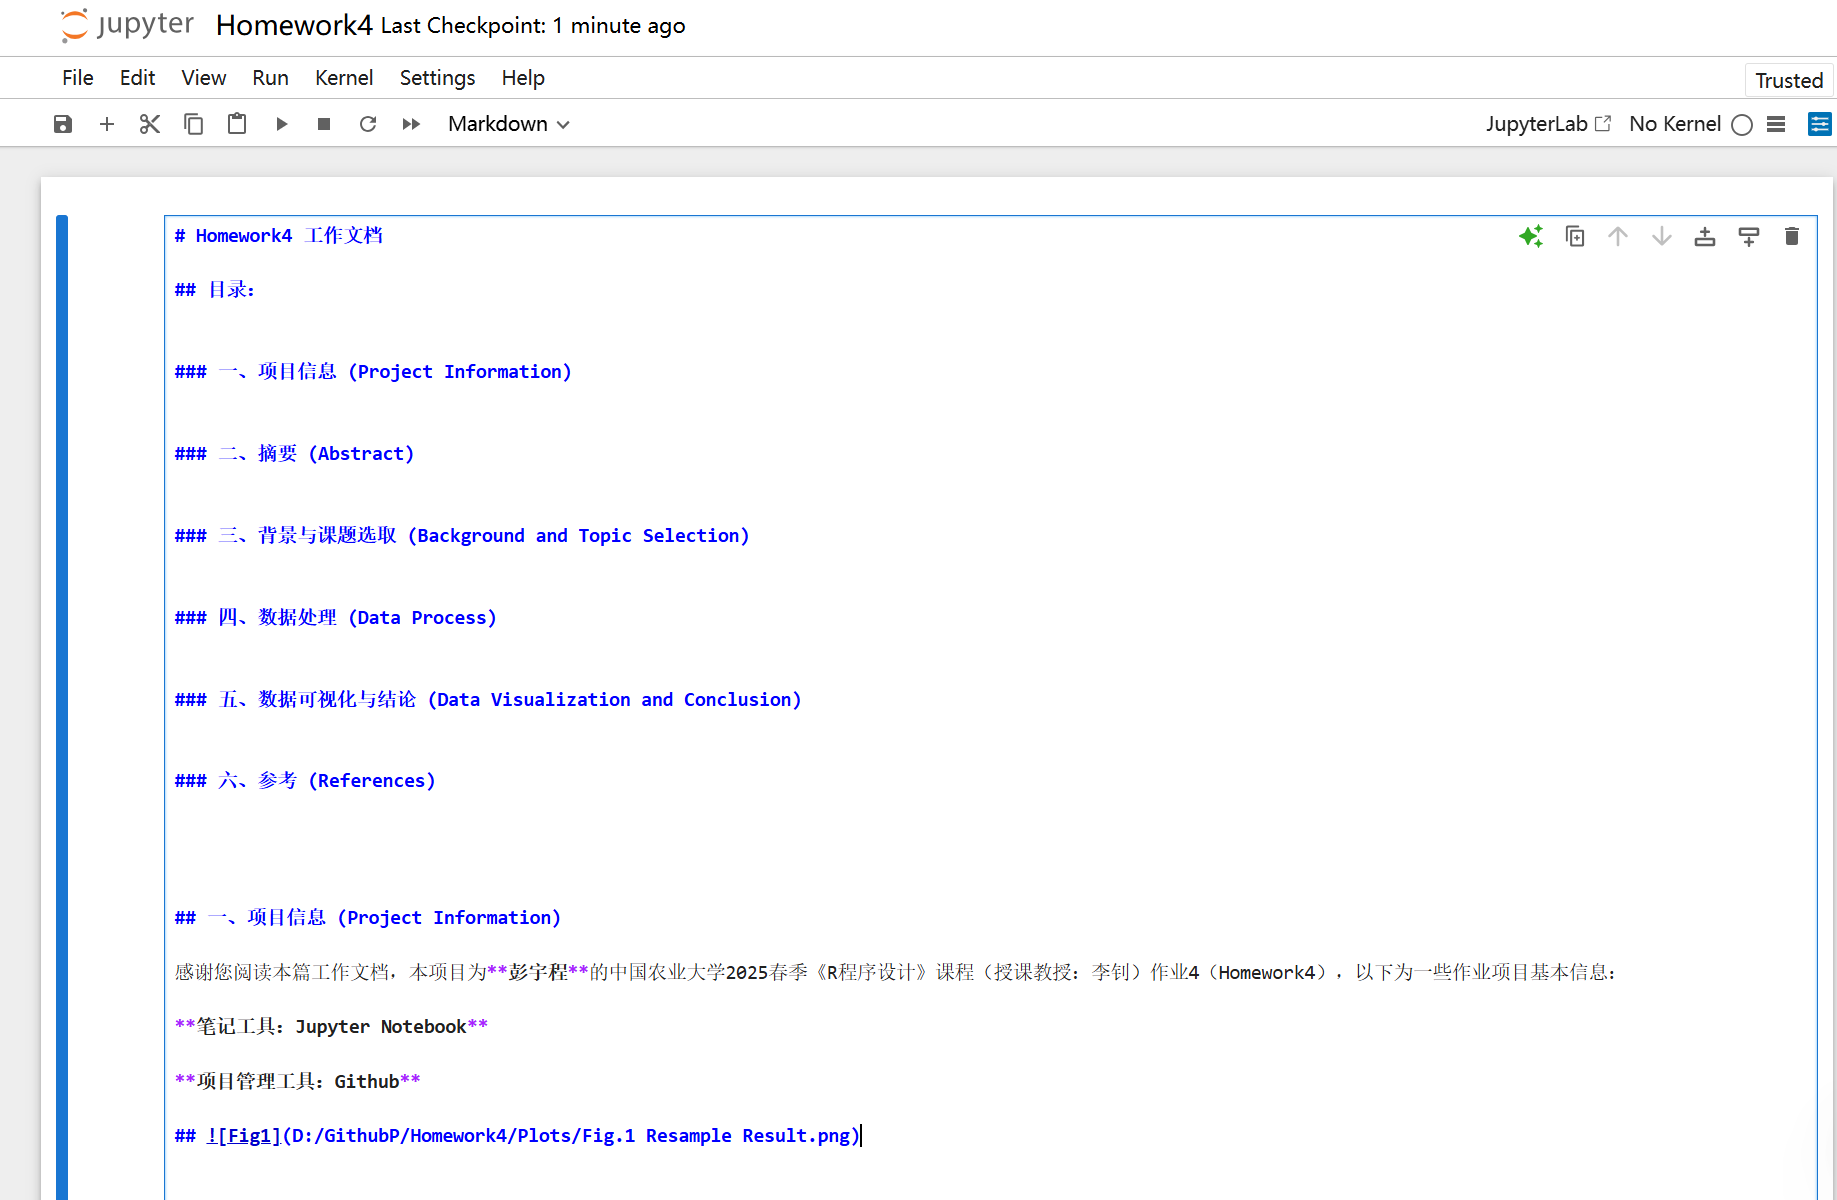 jupyter Homework4 Last Checkpoint: 1 minute ago
File Edit View Run Kernel Settings Help Trusted
Markdown JupyterLab No Kernel
# Homework4 工作文档
## 目录：
### 一、项目信息 (Project Information)
### 二、摘要 (Abstract)
### 三、背景与课题选取 (Background and Topic Selection)
### 四、数据处理 (Data Process)
### 五、数据可视化与结论 (Data Visualization and Conclusion)
### 六、参考 (References)
## 一、项目信息 (Project Information)
感谢您阅读本篇工作文档，本项目为**彭宇程**的中国农业大学2025春季《R程序设计》课程（授课教授：李钊）作业4（Homework4），以下为一些作业项目基本信息：
**笔记工具：Jupyter Notebook**
**项目管理工具：Github**
## ![Fig1](D:/GithubP/Homework4/Plots/Fig.1 Resample Result.png)